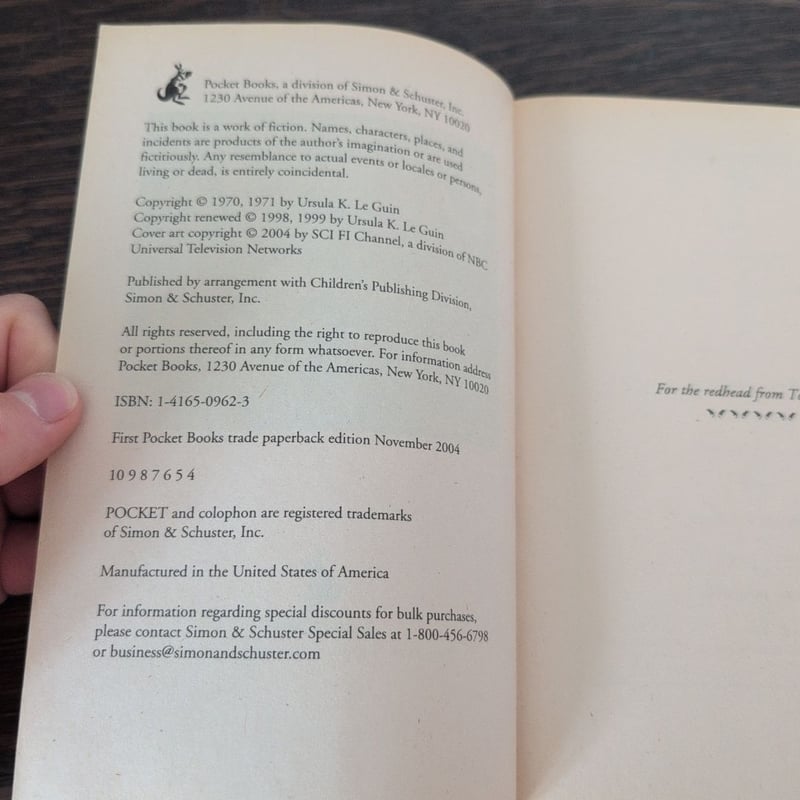 Pocket Books, a division of Simon & Schuster, Inc.
1230 Avenue of the Americas, New York, NY 10020
This book is a work of fiction. Names, characters, places, and
incidents are products of the author's imagination or are used
fictitiously. Any resemblance to actual events or locales or persons,
living or dead, is entirely coincidental.
Copyright © 1970, 1971 by Ursula K. Le Guin
Copyright renewed © 1998, 1999 by Ursula K. Le Guin
Cover art copyright © 2004 by SCI FI Channel, a division of NBC
Universal Television Networks
Published by arrangement with Children's Publishing Division,
Simon & Schuster, Inc.
All rights reserved, including the right to reproduce this book
or portions thereof in any form whatsoever. For information address
Pocket Books, 1230 Avenue of the Americas, New York, NY 10020
ISBN: 1-4165-0962-3
First Pocket Books trade paperback edition November 2004
10 9 8 7 6 5 4
POCKET and colophon are registered trademarks
of Simon & Schuster, Inc.
Manufactured in the United States of America
For information regarding special discounts for bulk purchases,
please contact Simon & Schuster Special Sales at 1-800-456-6798
or business@simonandschuster.com
For the redhead from